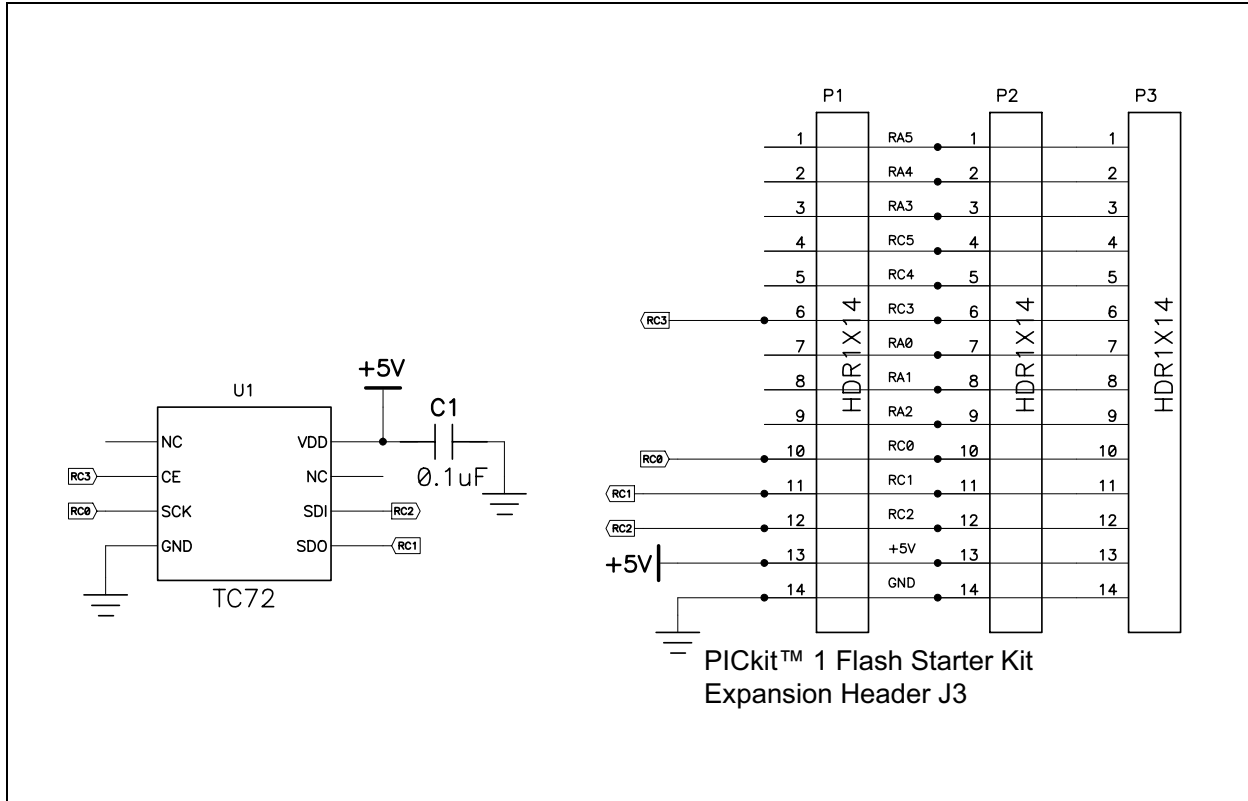 U1
NC
CE
SCK
GND
VDD
NC
SDI
SDO
TC72
RC3
RC0
RC2
RC1
+5V
C1
0.1uF
P1 P2 P3
1 RA5 1 1
2 RA4 2 2
3 RA3 3 3
4 RC5 4 4
5 RC4 5 5
RC3 6 RC3 6 6
7 RA0 7 7
8 RA1 8 8
9 RA2 9 9
RC0 10 RC0 10 10
RC1 11 RC1 11 11
RC2 12 RC2 12 12
+5V 13 +5V 13 13
14 GND 14 14
HDR1X14
HDR1X14
HDR1X14
PICkit™ 1 Flash Starter Kit
Expansion Header J3